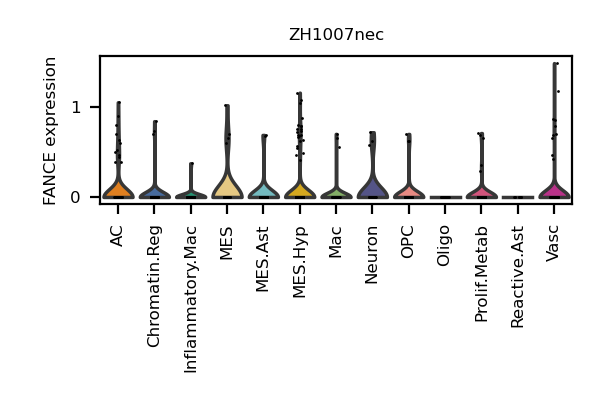 ZH1007nec
FANCE expression
1
0
AC
Chromatin.Reg
Inflammatory.Mac
MES
MES.Ast
MES.Hyp
Mac
Neuron
OPC
Oligo
Prolif.Metab
Reactive.Ast
Vasc